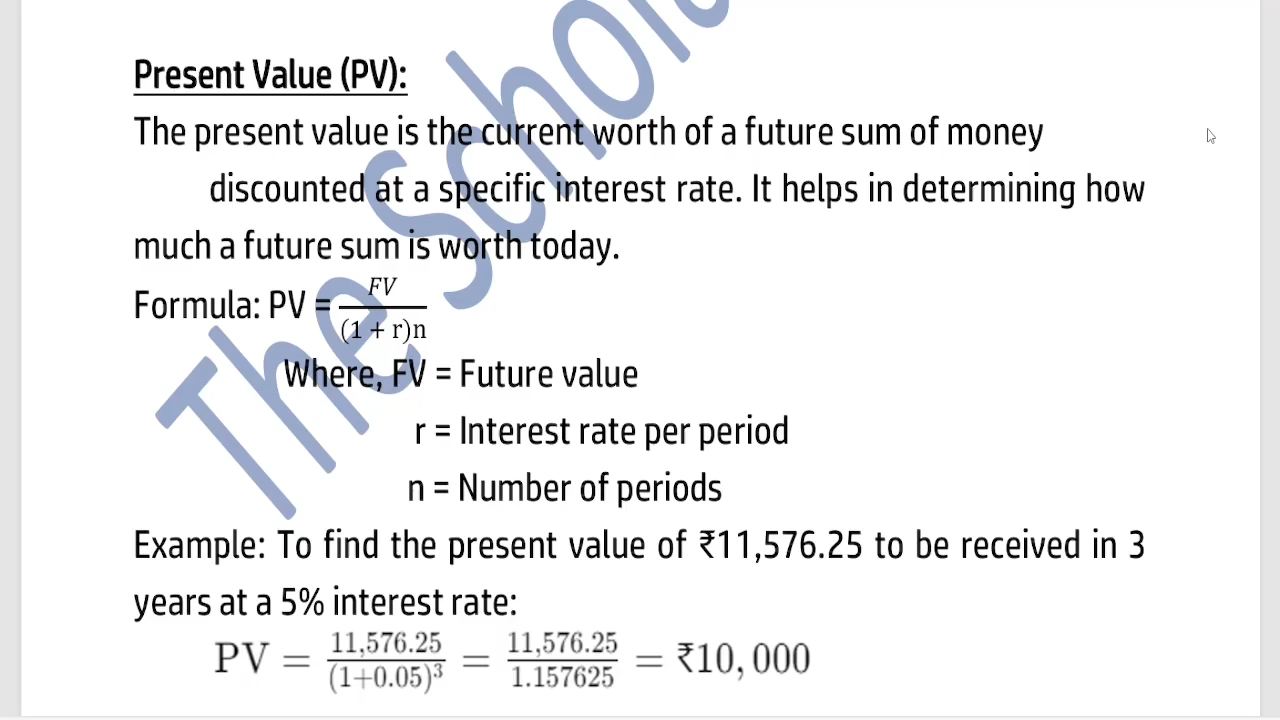 Present Value (PV):
The present value is the current worth of a future sum of money
discounted at a specific interest rate. It helps in determining how
much a future sum is worth today.
Formula: PV = FV / (1 + r)n
Where, FV = Future value
r = Interest rate per period
n = Number of periods
Example: To find the present value of ₹11,576.25 to be received in 3
years at a 5% interest rate:
PV = 11,576.25 / (1+0.05)³ = 11,576.25 / 1.157625 = ₹10,000
The Schol